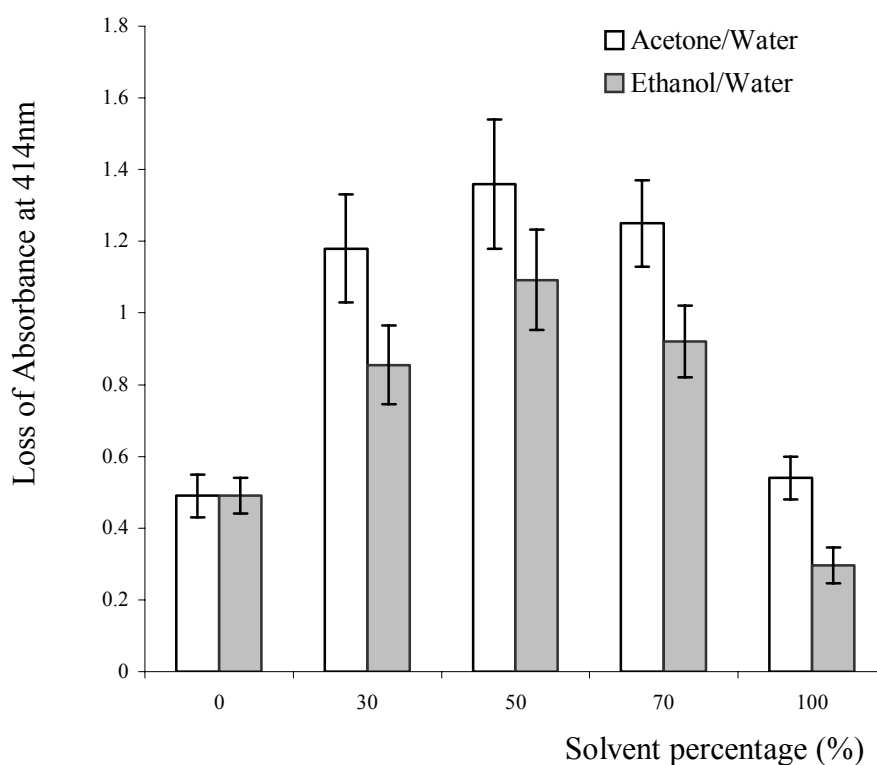 1.8
Acetone/Water
Ethanol/Water
1.6
1.4
1.2
1
0.8
0.6
0.4
0.2
0
Loss of Absorbance at 414nm
0 30 50 70 100
Solvent percentage (%)